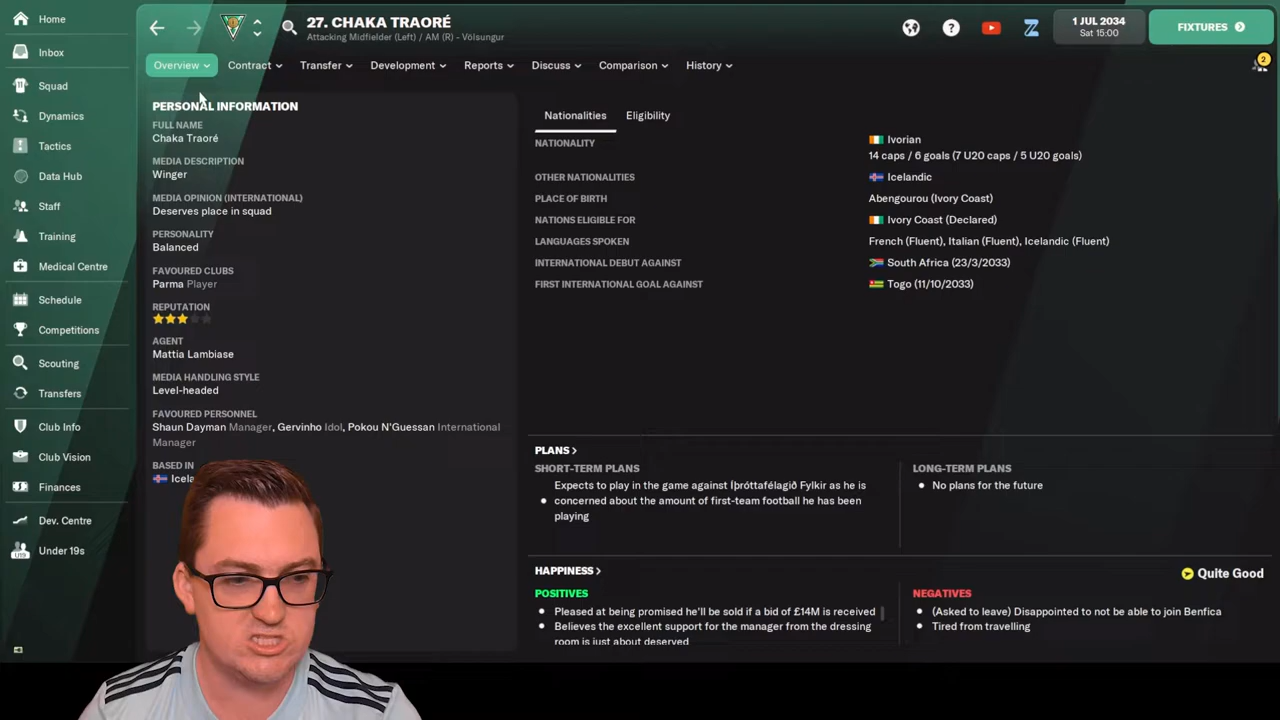 Home
Inbox
Squad
Dynamics
Tactics
Data Hub
Staff
Training
Medical Centre
Schedule
Competitions
Scouting
Transfers
Club Info
Club Vision
Finances
Dev. Centre
Under 19s
27. CHAKA TRAORÉ
Attacking Midfielder (Left) / AM (R) - Völsungur
1 JUL 2034
Sat 15:00
FIXTURES
Overview
Contract
Transfer
Development
Reports
Discuss
Comparison
History
2
PERSONAL INFORMATION
FULL NAME
Chaka Traoré
MEDIA DESCRIPTION
Winger
MEDIA OPINION (INTERNATIONAL)
Deserves place in squad
PERSONALITY
Balanced
FAVOURED CLUBS
Parma Player
REPUTATION
AGENT
Mattia Lambiase
MEDIA HANDLING STYLE
Level-headed
FAVOURED PERSONNEL
Shaun Dayman Manager, Gervinho Idol, Pokou N'Guessan International
Manager
BASED IN
Nationalities
Eligibility
NATIONALITY
Ivorian
14 caps / 6 goals (7 U20 caps / 5 U20 goals)
OTHER NATIONALITIES
Icelandic
PLACE OF BIRTH
Abengourou (Ivory Coast)
NATIONS ELIGIBLE FOR
Ivory Coast (Declared)
LANGUAGES SPOKEN
French (Fluent), Italian (Fluent), Icelandic (Fluent)
INTERNATIONAL DEBUT AGAINST
South Africa (23/3/2033)
FIRST INTERNATIONAL GOAL AGAINST
Togo (11/10/2033)
PLANS
SHORT-TERM PLANS
Expects to play in the game against Íþróttafélagið Fylkir as he is
concerned about the amount of first-team football he has been
playing
LONG-TERM PLANS
No plans for the future
HAPPINESS
Quite Good
POSITIVES
Pleased at being promised he'll be sold if a bid of £14M is received
Believes the excellent support for the manager from the dressing
room is just about deserved
NEGATIVES
(Asked to leave) Disappointed to not be able to join Benfica
Tired from travelling